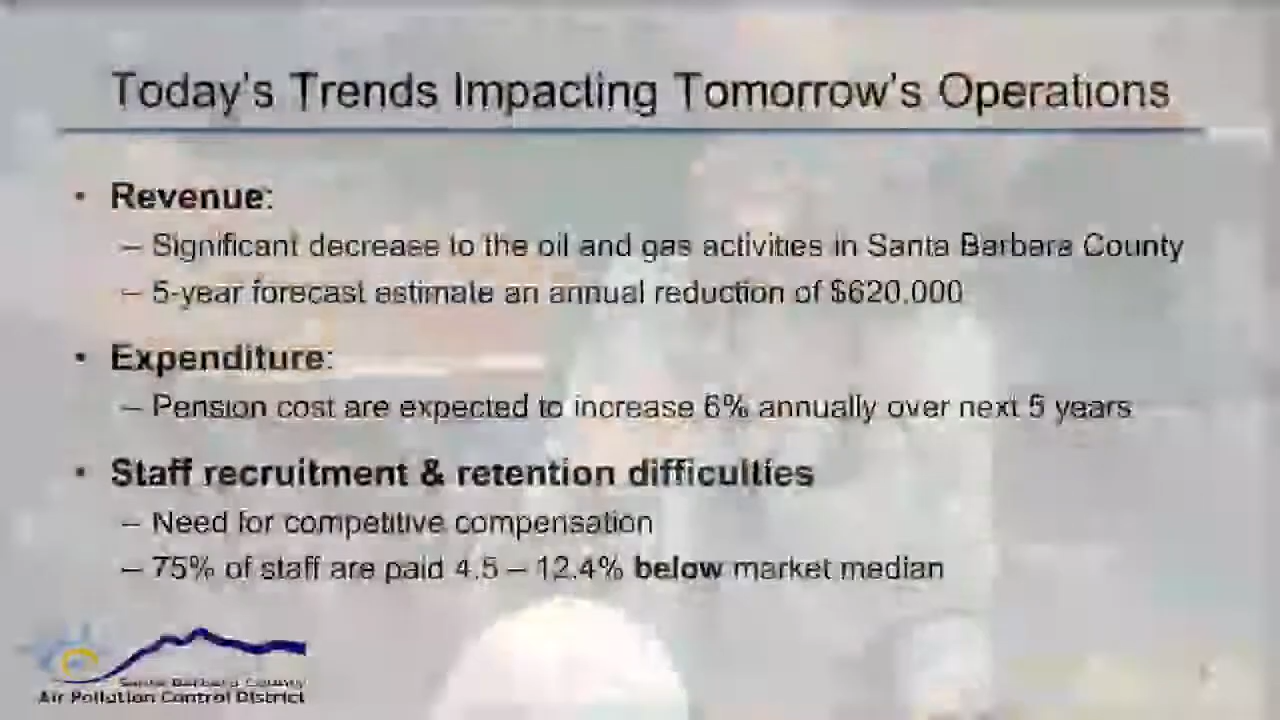 Today's Trends Impacting Tomorrow's Operations
• Revenue:
– Significant decrease to the oil and gas activities in Santa Barbara County
– 5-year forecast estimate an annual reduction of $620,000
• Expenditure:
– Pension cost are expected to increase 6% annually over next 5 years
• Staff recruitment & retention difficulties
– Need for competitive compensation
– 75% of staff are paid 4.5 – 12.4% below market median
Santa Barbara County
Air Pollution Control District